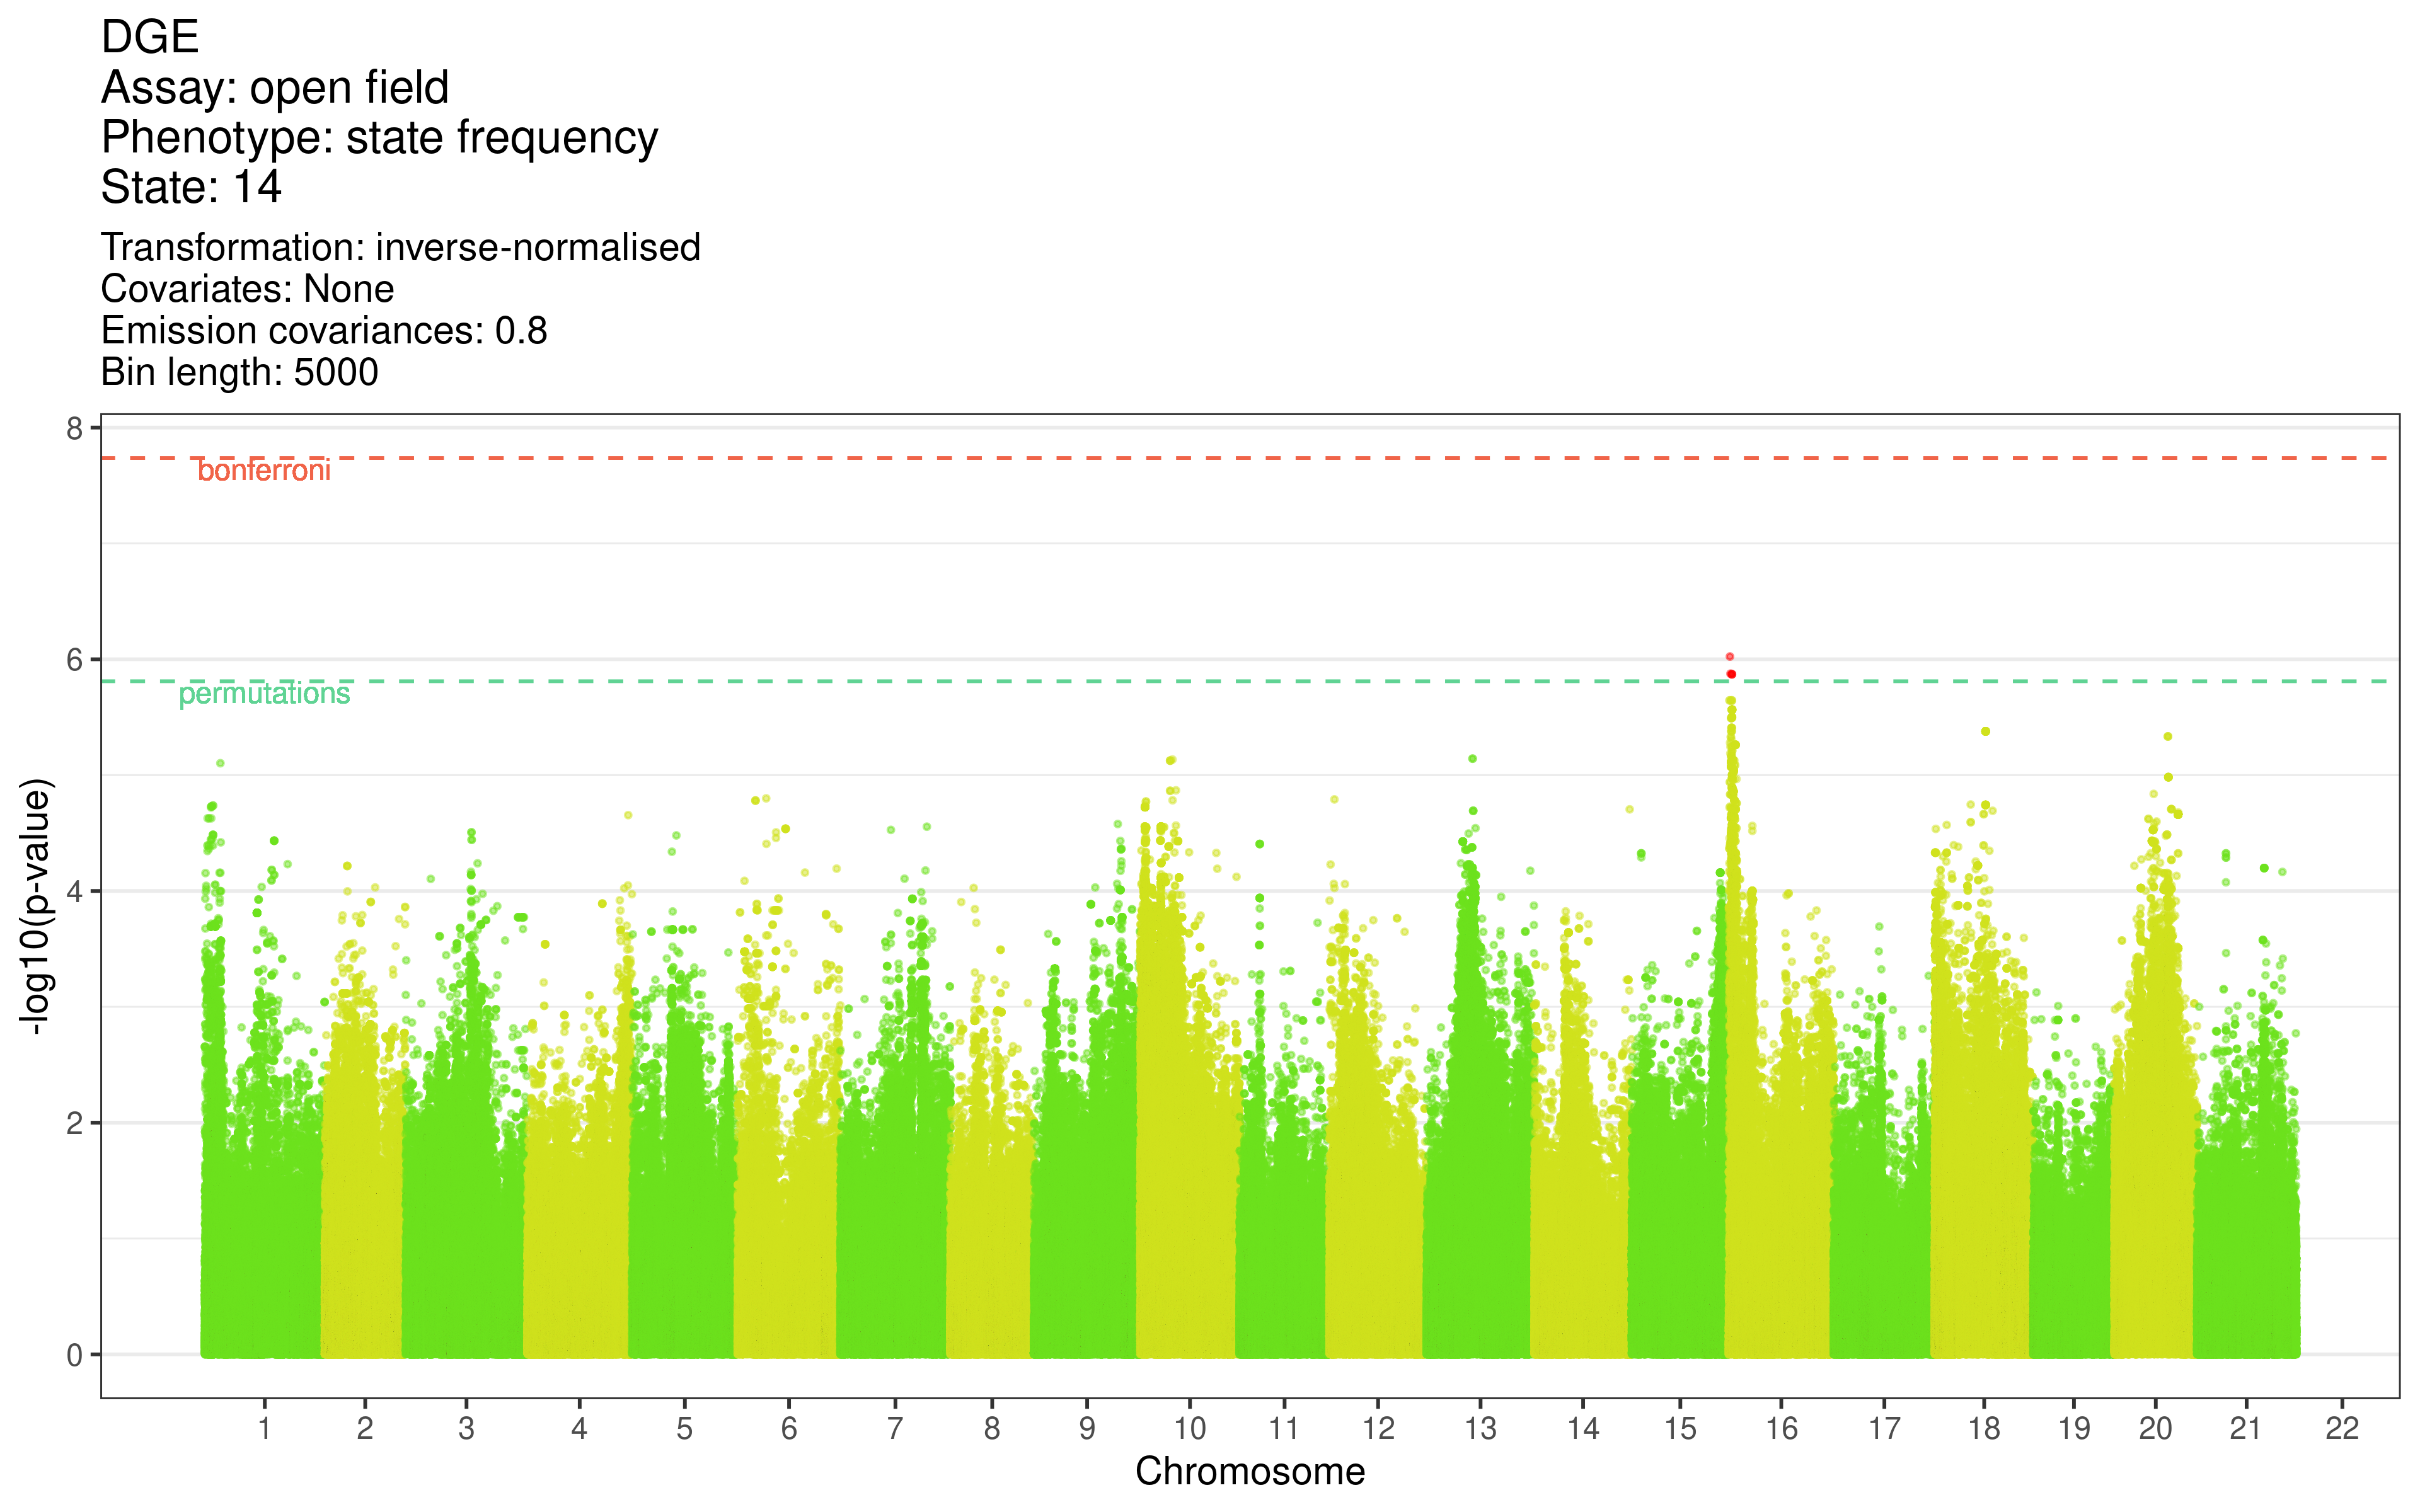 DGE
Assay: open field
Phenotype: state frequency
State: 14
Transformation: inverse-normalised
Covariates: None
Emission covariances: 0.8
Bin length: 5000
8
bonferroni
6
permutations
4
2
0
-log10(p-value)
1 2 3 4 5 6 7 8 9 10 11 12 13 14 15 16 17 18 19 20 21 22
Chromosome